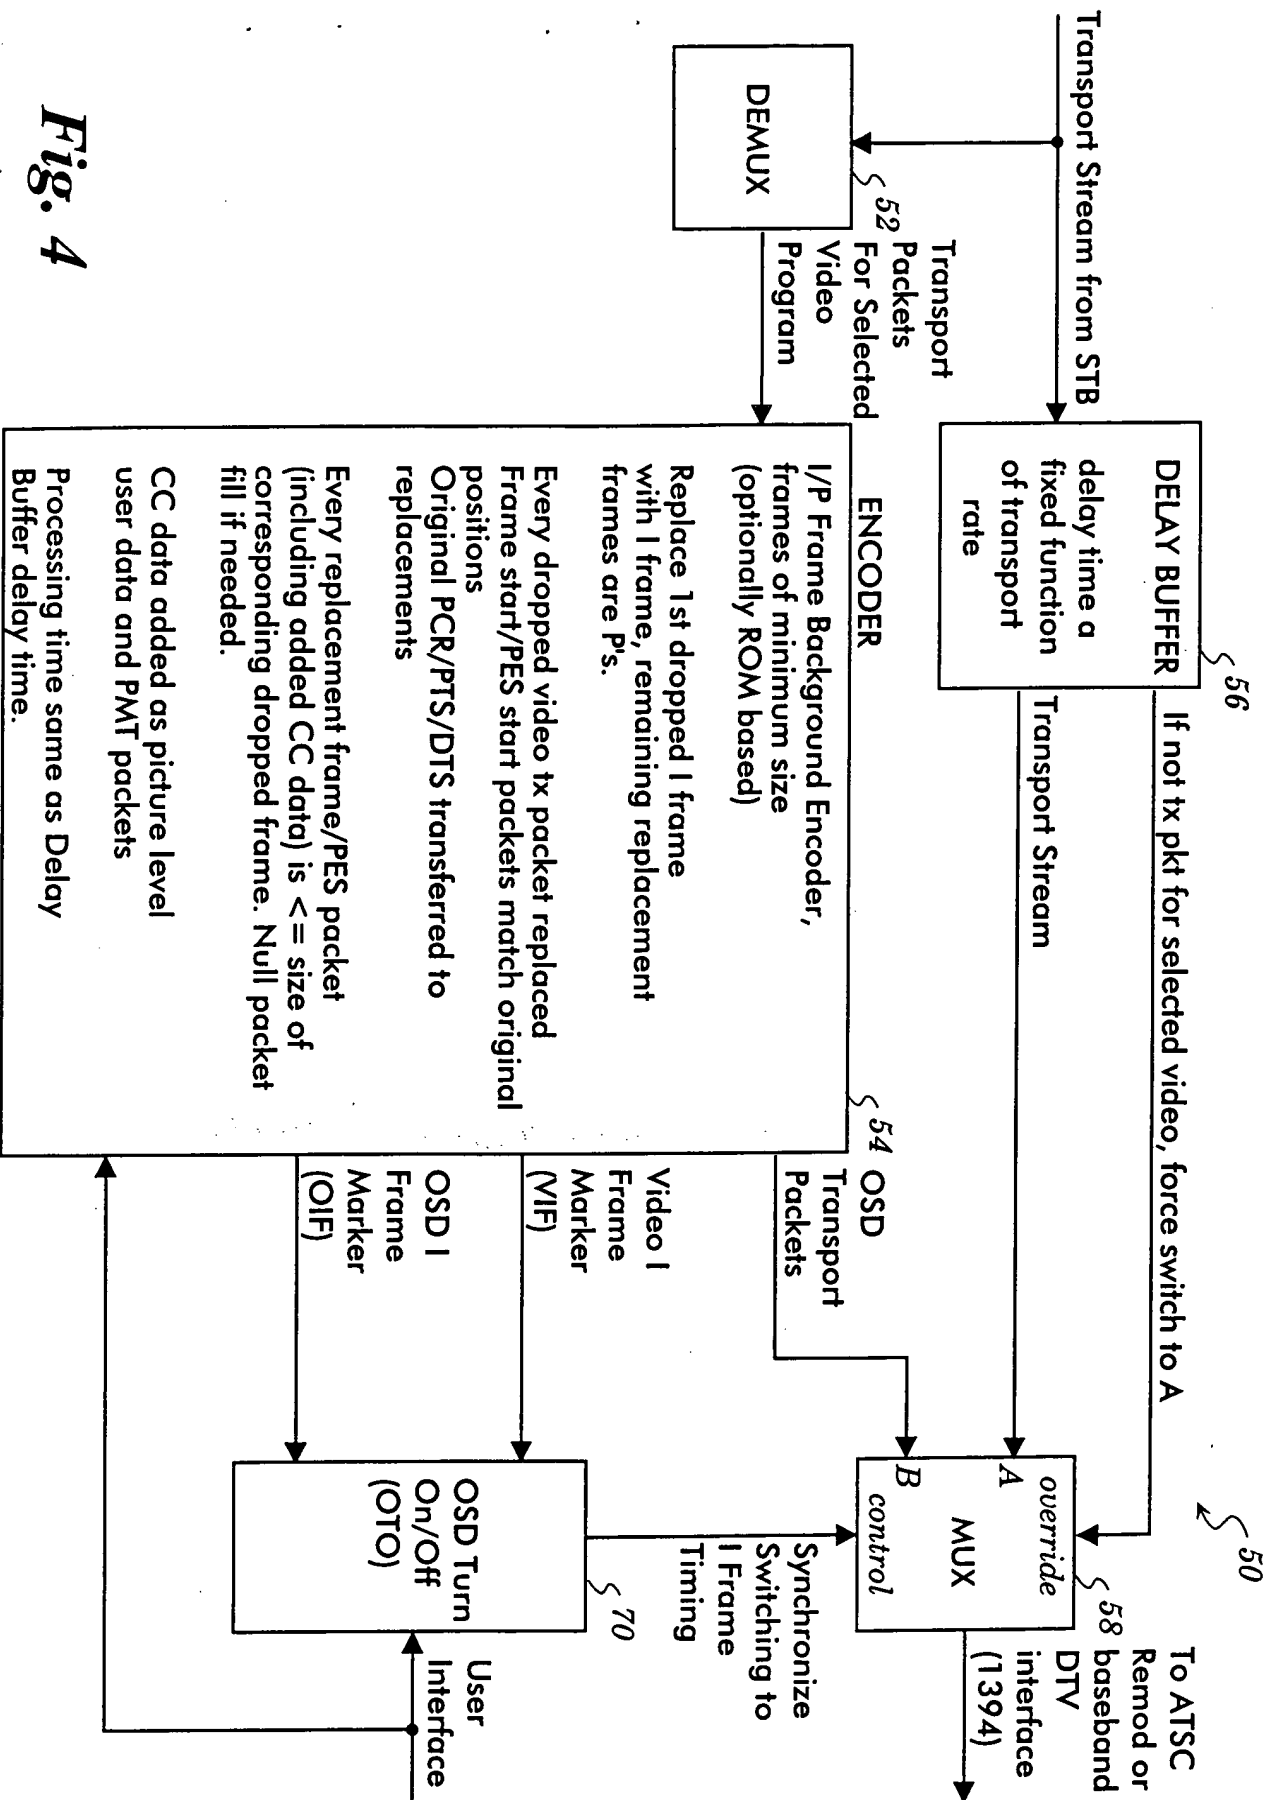 Transport Stream from STB
DELAY BUFFER
delay time a
fixed function
of transport
rate
56
If not tx pkt for selected video, force switch to A
Transport Stream
50
override
A
MUX
B
control
58
To ATSC
Remod or
baseband
DTV
interface
(1394)
DEMUX
52
Transport
Packets
For Selected
Video
Program
ENCODER
54
I/P Frame Background Encoder,
frames of minimum size
(optionally ROM based)
Replace 1st dropped I frame
with I frame, remaining replacement
frames are P's.
Every dropped video tx packet replaced
Frame start/PES start packets match original
positions
Original PCR/PTS/DTS transferred to
replacements
Every replacement frame/PES packet
(including added CC data) is <= size of
corresponding dropped frame. Null packet
fill if needed.
CC data added as picture level
user data and PMT packets
Processing time same as Delay
Buffer delay time.
OSD
Transport
Packets
Video I
Frame
Marker
(VIF)
OSD I
Frame
Marker
(OIF)
Synchronize
Switching to
I Frame
Timing
70
OSD Turn
On/Off
(OTO)
User
Interface
Fig. 4